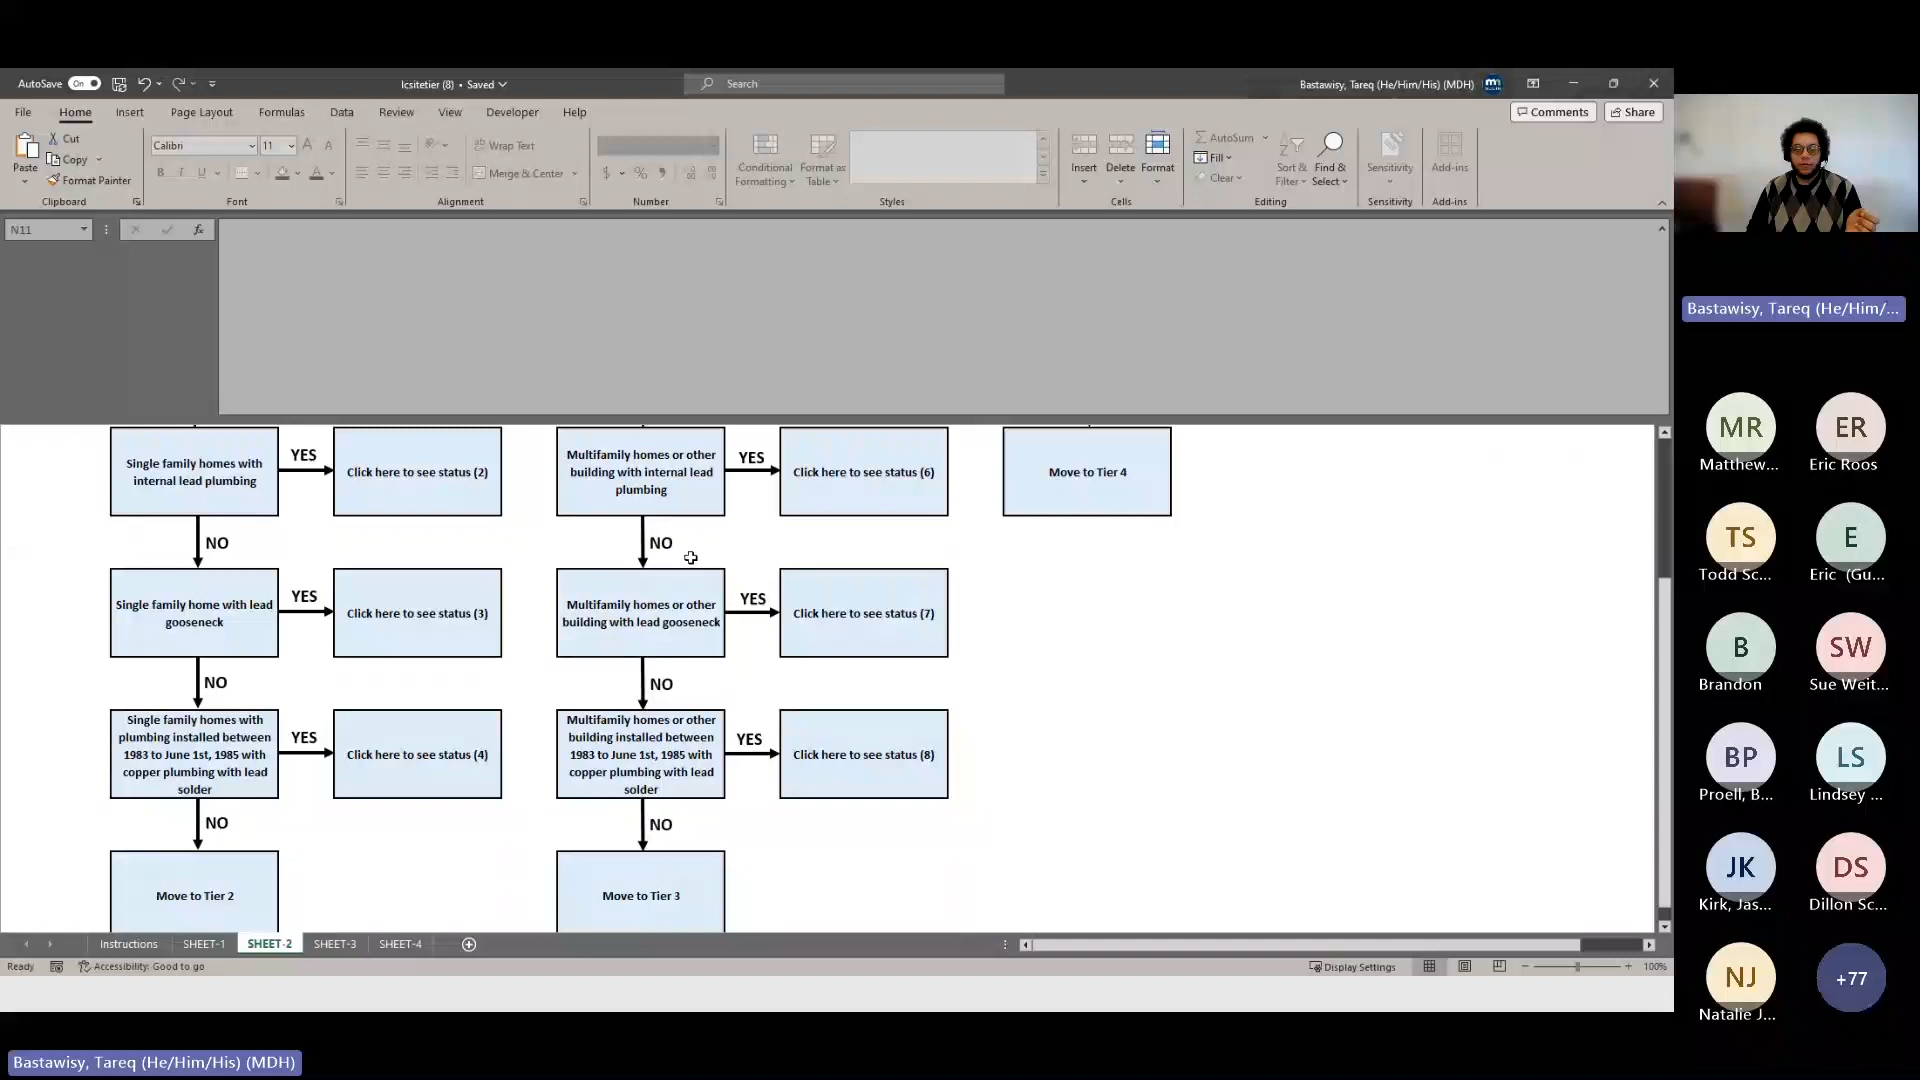 AutoSave On
lcsitetier (8) • Saved
Search
Bastawisy, Tareq (He/Him/His) (MDH)
File Home Insert Page Layout Formulas Data Review View Developer Help
Comments Share
Paste
Cut
Copy
Format Painter
Clipboard
Calibri 11
Font
Wrap Text
Merge & Center
Alignment
Number
Conditional Formatting
Format as Table
Styles
Insert Delete Format
Cells
AutoSum
Fill
Clear
Sort & Filter
Find & Select
Editing
Sensitivity
Sensitivity
Add-ins
Add-ins
N11
fx
Single family homes with
internal lead plumbing
YES
Click here to see status (2)
NO
Single family home with lead
gooseneck
YES
Click here to see status (3)
NO
Single family homes with
plumbing installed between
1983 to June 1st, 1985 with
copper plumbing with lead
solder
YES
Click here to see status (4)
NO
Move to Tier 2
Multifamily homes or other
building with internal lead
plumbing
YES
Click here to see status (6)
NO
Multifamily homes or other
building with lead gooseneck
YES
Click here to see status (7)
NO
Multifamily homes or other
building installed between
1983 to June 1st, 1985 with
copper plumbing with lead
solder
YES
Click here to see status (8)
NO
Move to Tier 3
Move to Tier 4
Instructions SHEET-1 SHEET-2 SHEET-3 SHEET-4
Ready
Accessibility: Good to go
Display Settings
100%
Bastawisy, Tareq (He/Him/...
MR
Matthew...
ER
Eric Roos
TS
Todd Sc...
E
Eric (Gu...
B
Brandon
SW
Sue Weit...
BP
Proell, B...
LS
Lindsey ...
JK
Kirk, Jas...
DS
Dillon Sc...
NJ
Natalie J...
+77
Bastawisy, Tareq (He/Him/His) (MDH)